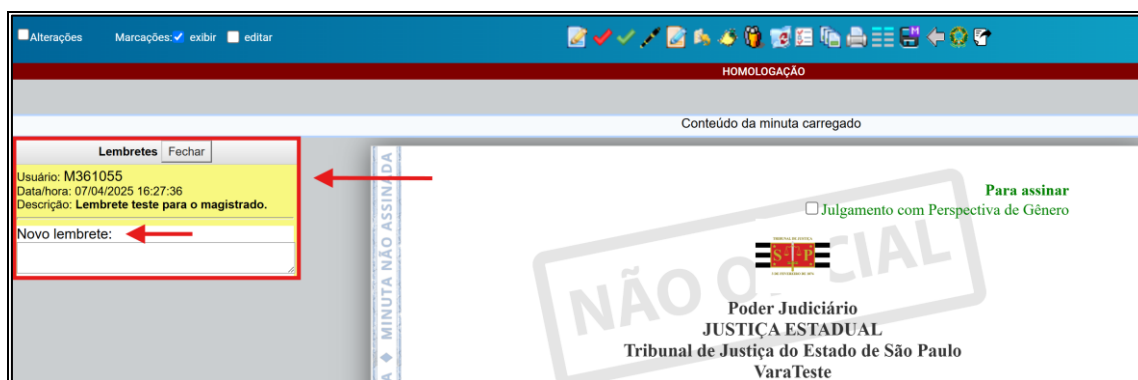 Alterações Marcações: exibir editar
HOMOLOGAÇÃO
Conteúdo da minuta carregado
Lembretes Fechar
Usuário: M361055
Data/hora: 07/04/2025 16:27:36
Descrição: Lembrete teste para o magistrado.
Novo lembrete:
MINUTA NÃO ASSINADA
Para assinar
Julgamento com Perspectiva de Gênero
S P
Poder Judiciário
JUSTIÇA ESTADUAL
Tribunal de Justiça do Estado de São Paulo
VaraTeste